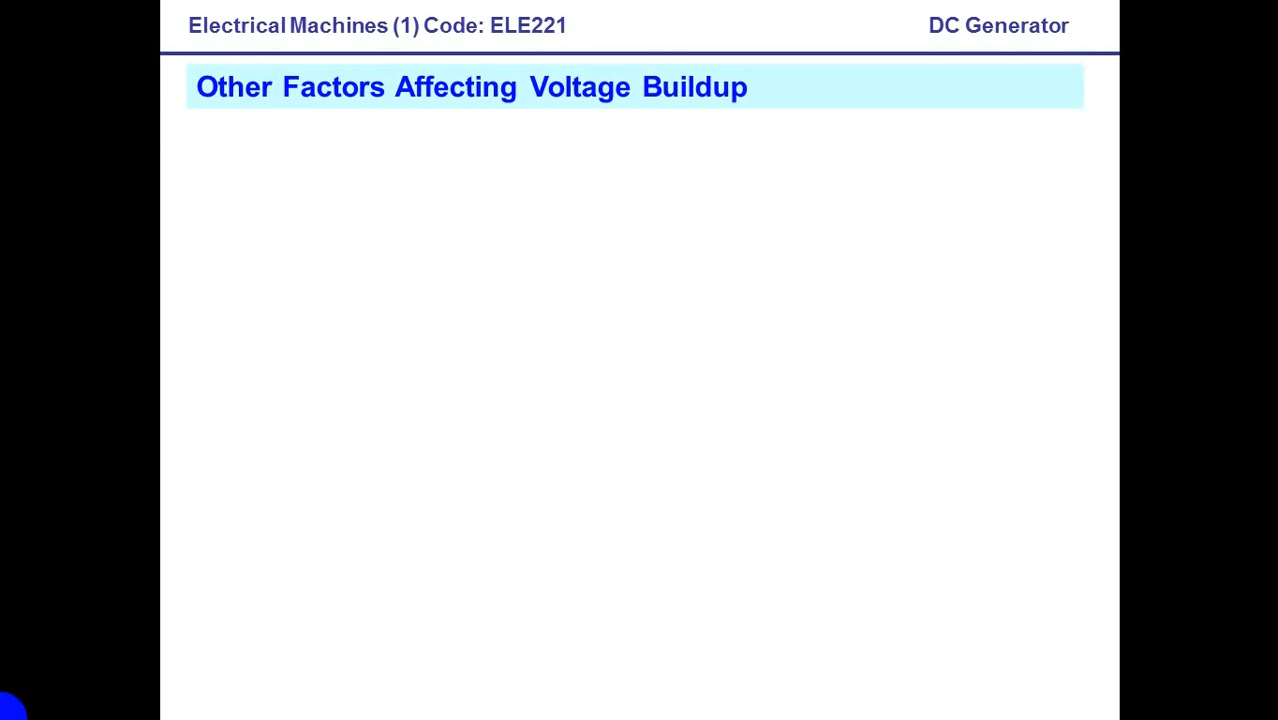 Electrical Machines (1) Code: ELE221 DC Generator
Other Factors Affecting Voltage Buildup